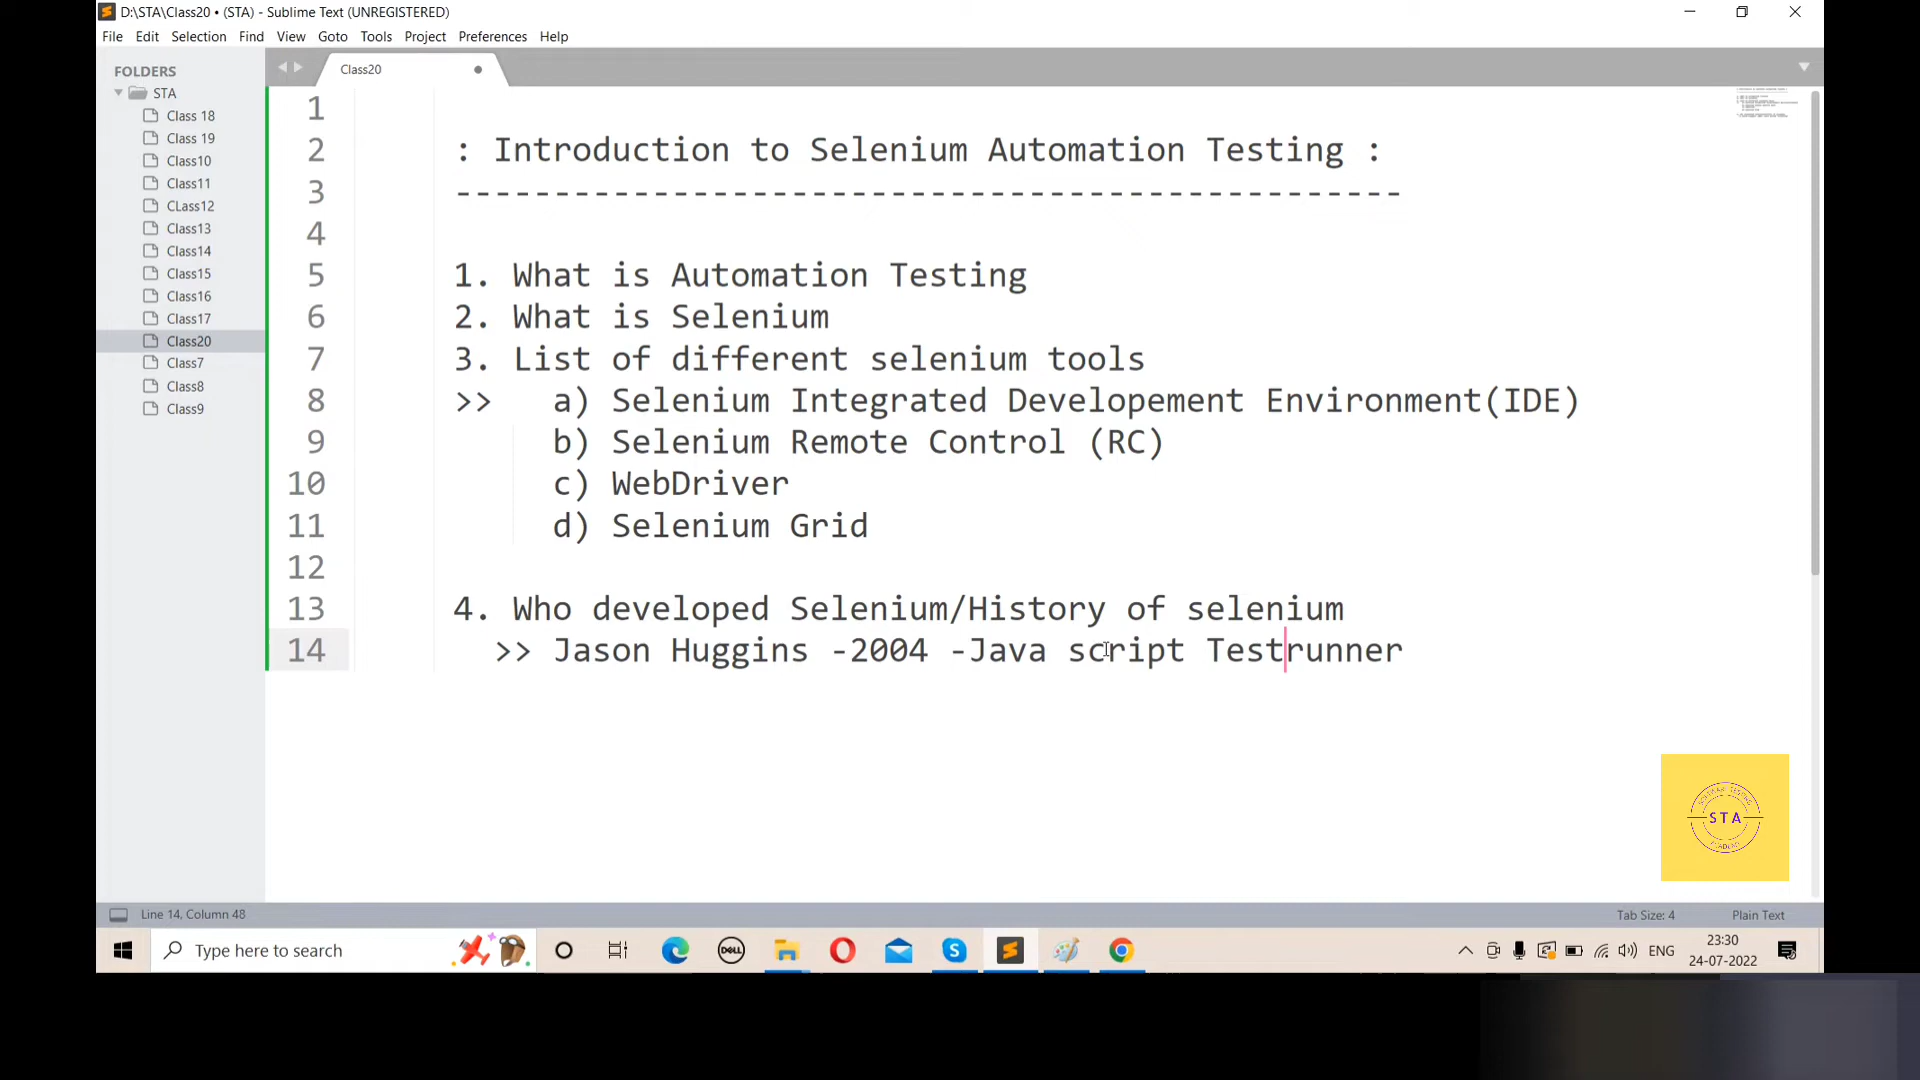 D:\STA\Class20 • (STA) - Sublime Text (UNREGISTERED)
File Edit Selection Find View Goto Tools Project Preferences Help
FOLDERS
STA
Class 18
Class 19
Class10
Class11
CLass12
Class13
Class14
Class15
Class16
Class17
Class20
Class7
Class8
Class9
Class20
1
2 : Introduction to Selenium Automation Testing :
3 ------------------------------------------------
4
5 1. What is Automation Testing
6 2. What is Selenium
7 3. List of different selenium tools
8 >> a) Selenium Integrated Developement Environment(IDE)
9 b) Selenium Remote Control (RC)
10 c) WebDriver
11 d) Selenium Grid
12
13 4. Who developed Selenium/History of selenium
14 >> Jason Huggins -2004 -Java script Testrunner
SOFTWARE TESTING
STA
ACADEMY
Line 14, Column 48
Tab Size: 4
Plain Text
Type here to search
DELL
ENG
23:30
24-07-2022